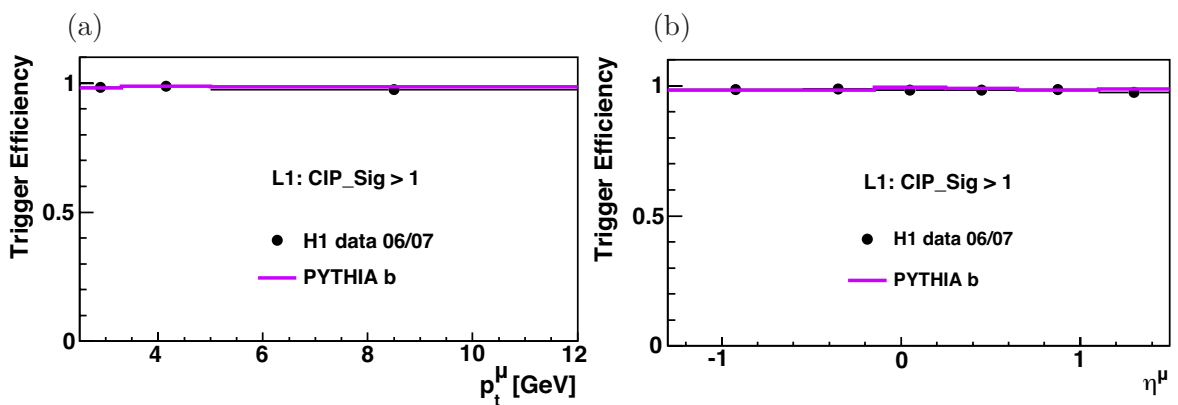 (a)
Trigger Efficiency
1
0.5
0
L1: CIP_Sig > 1
H1 data 06/07
PYTHIA b
4 6 8 10 12
p_t^μ [GeV]
(b)
Trigger Efficiency
1
0.5
0
L1: CIP_Sig > 1
H1 data 06/07
PYTHIA b
-1 0 1
η^μ